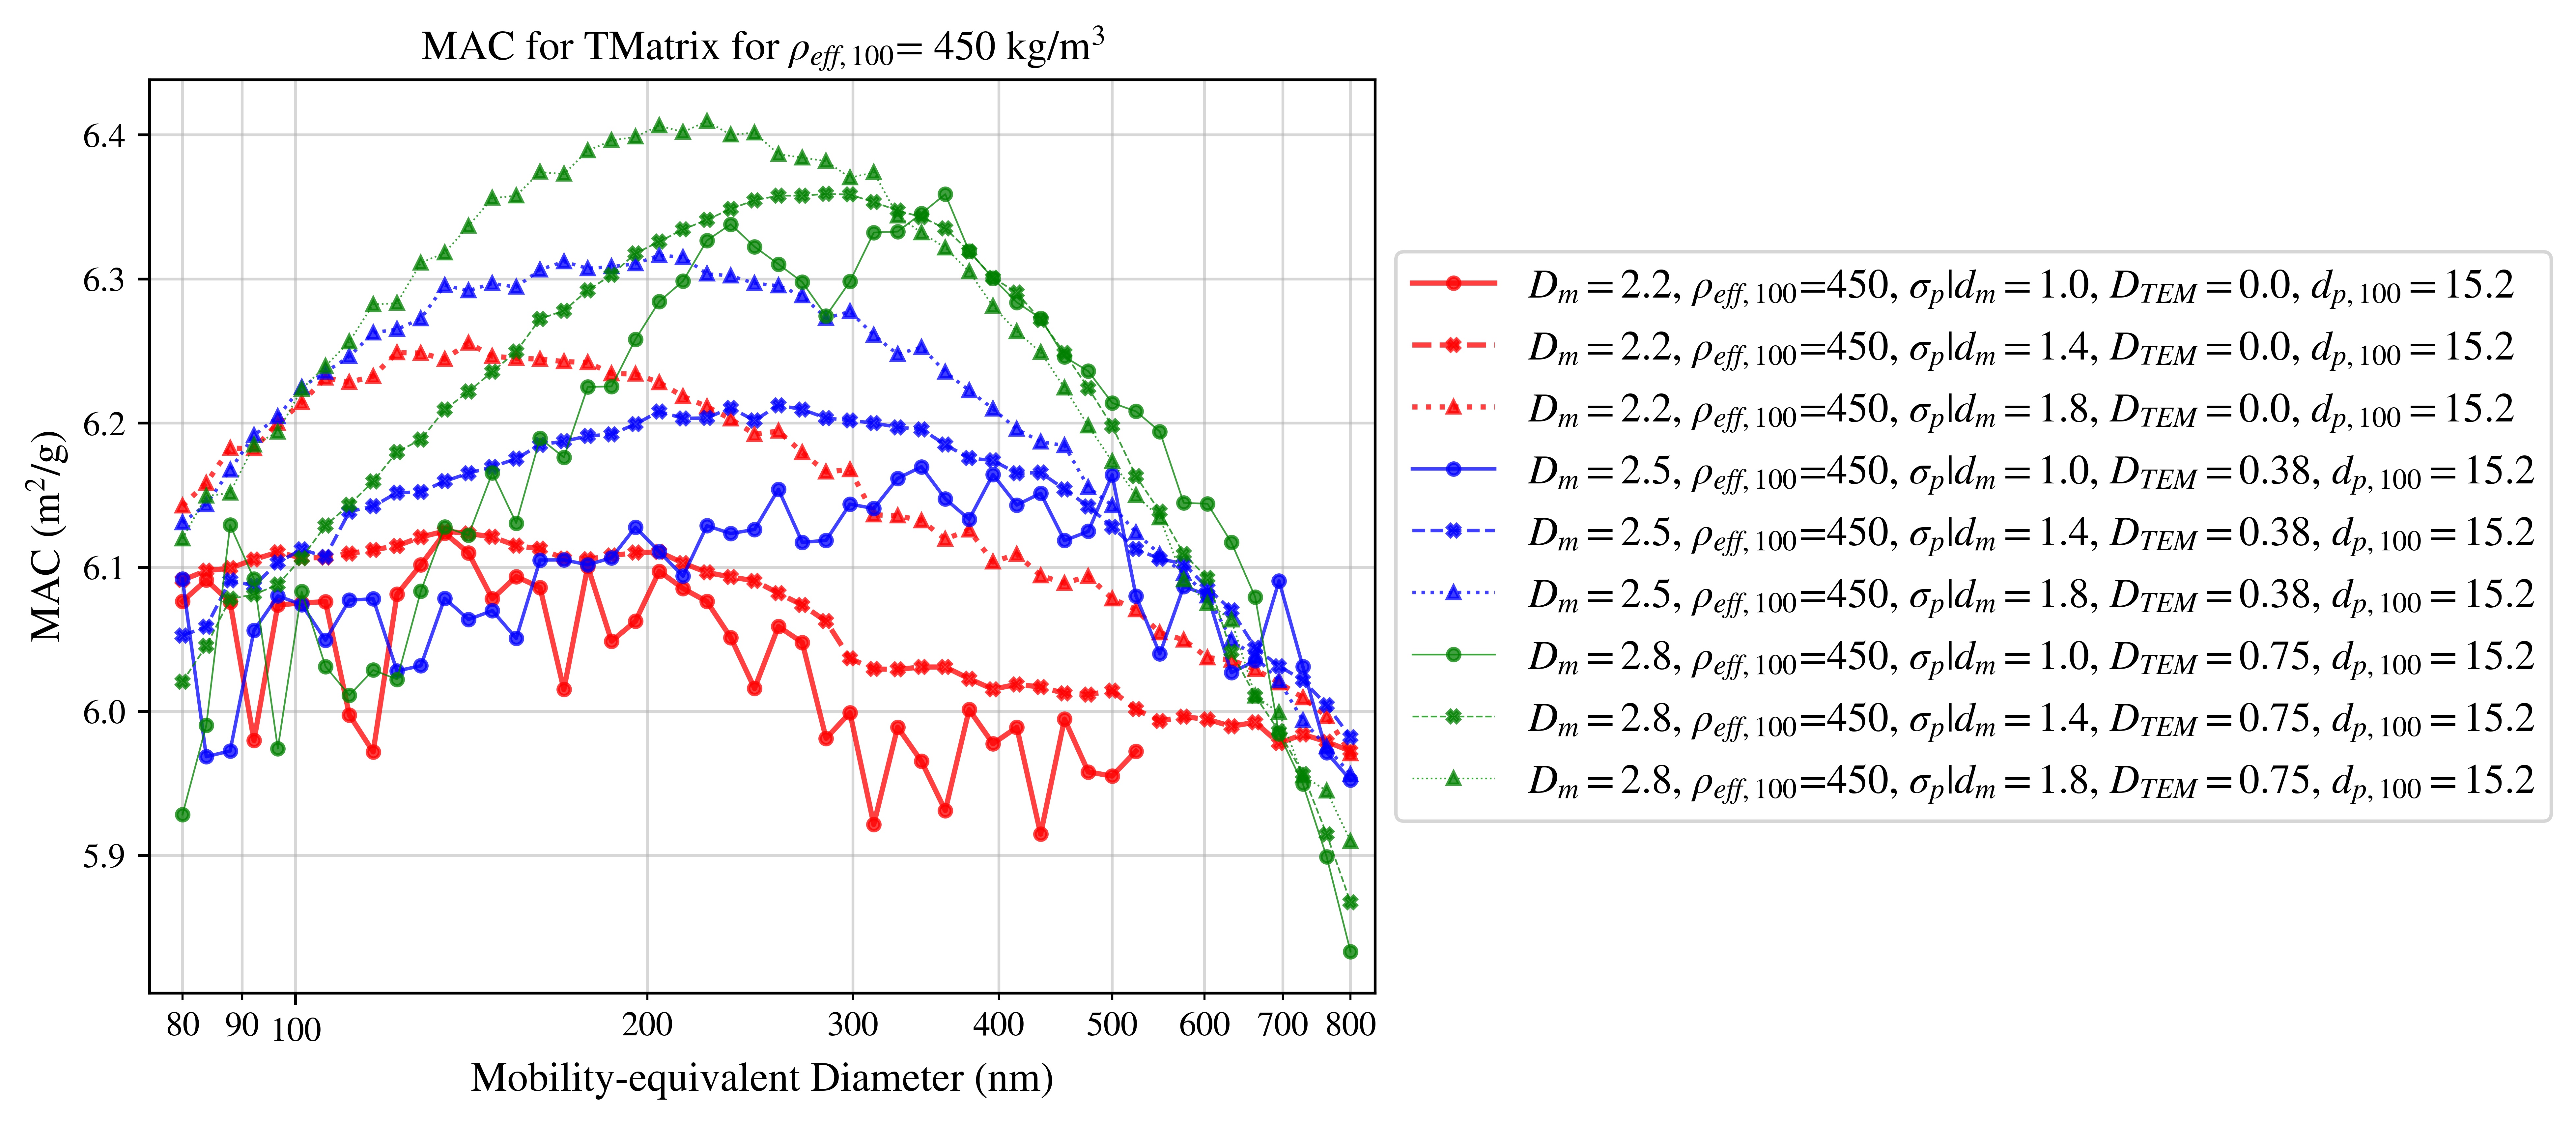 MAC for TMatrix for ρeff,100= 450 kg/m³
6.4
6.3
6.2
6.1
6.0
5.9
MAC (m²/g)
80 90 100 200 300 400 500 600 700 800
Mobility-equivalent Diameter (nm)
Dm = 2.2, ρeff,100=450, σp|dm = 1.0, DTEM = 0.0, dp,100 = 15.2
Dm = 2.2, ρeff,100=450, σp|dm = 1.4, DTEM = 0.0, dp,100 = 15.2
Dm = 2.2, ρeff,100=450, σp|dm = 1.8, DTEM = 0.0, dp,100 = 15.2
Dm = 2.5, ρeff,100=450, σp|dm = 1.0, DTEM = 0.38, dp,100 = 15.2
Dm = 2.5, ρeff,100=450, σp|dm = 1.4, DTEM = 0.38, dp,100 = 15.2
Dm = 2.5, ρeff,100=450, σp|dm = 1.8, DTEM = 0.38, dp,100 = 15.2
Dm = 2.8, ρeff,100=450, σp|dm = 1.0, DTEM = 0.75, dp,100 = 15.2
Dm = 2.8, ρeff,100=450, σp|dm = 1.4, DTEM = 0.75, dp,100 = 15.2
Dm = 2.8, ρeff,100=450, σp|dm = 1.8, DTEM = 0.75, dp,100 = 15.2